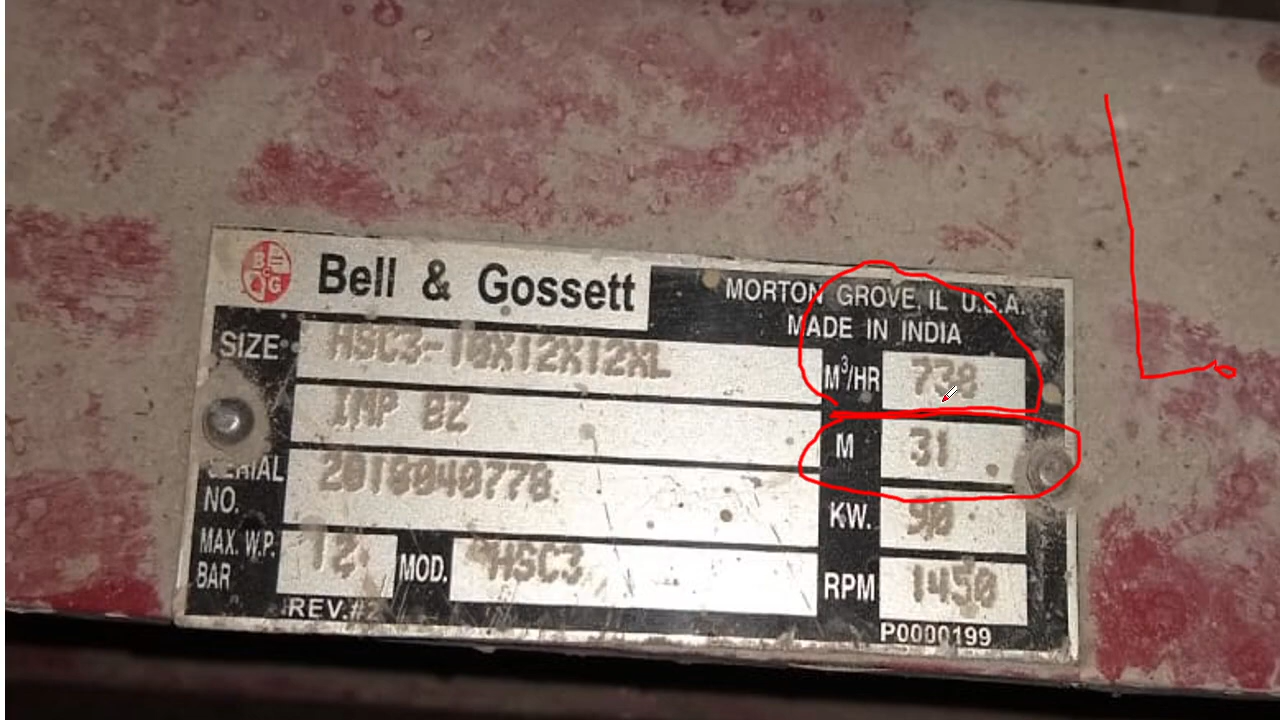 Bell & Gossett
MORTON GROVE, IL U.S.A.
MADE IN INDIA
SIZE HSC3-10X12X12XL
IMP BZ
SERIAL NO. 2018040778
MAX. W.P. BAR 12 MOD. HSC3
M³/HR 738
M 31
KW. 90
RPM 1450
REV.#2
P0000199